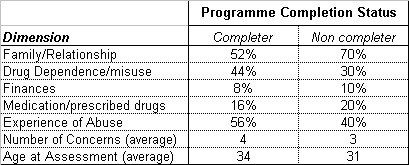 Programme Completion Status
Dimension Completer Non completer
Family/Relationship 52% 70%
Drug Dependence/misuse 44% 30%
Finances 8% 10%
Medication/prescribed drugs 16% 20%
Experience of Abuse 56% 40%
Number of Concerns (average) 4 3
Age at Assessment (average) 34 31